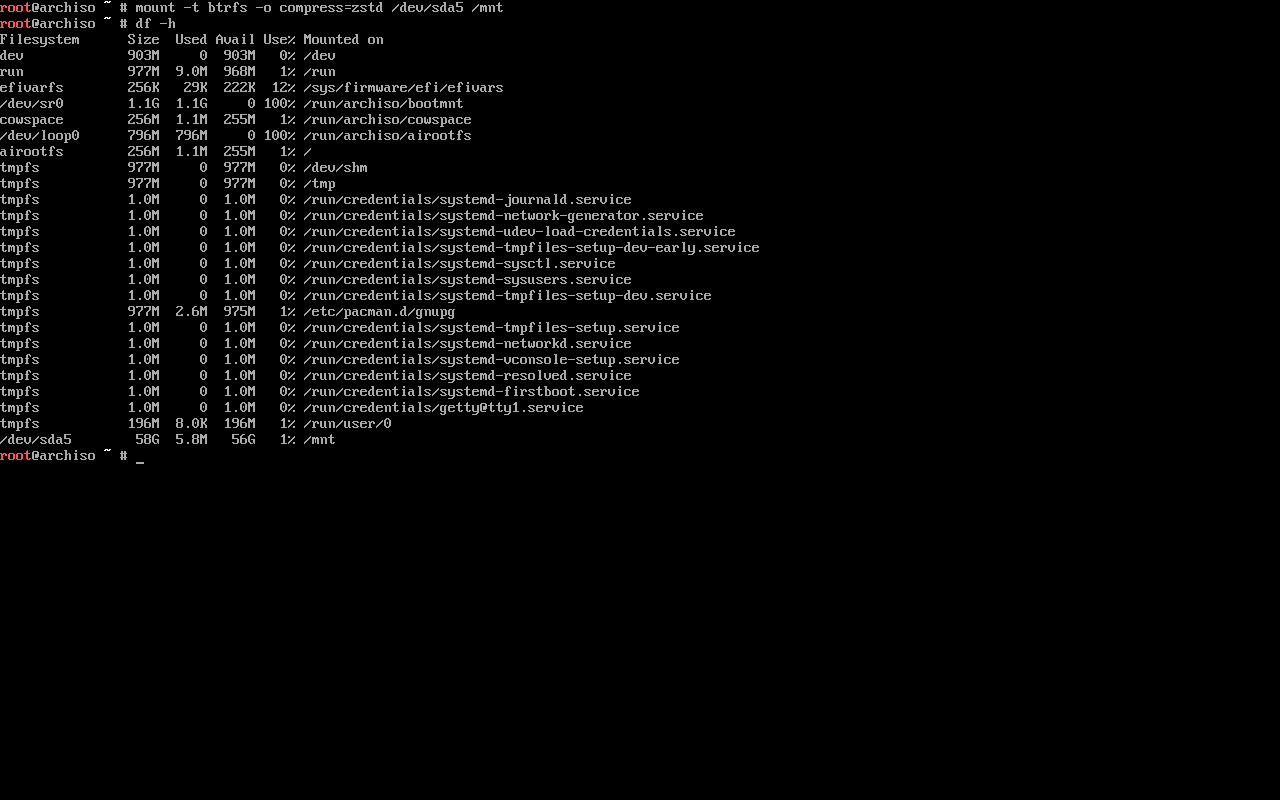 root@archiso ~ # mount -t btrfs -o compress=zstd /dev/sda5 /mnt
root@archiso ~ # df -h
Filesystem      Size  Used Avail Use% Mounted on
dev             903M     0  903M   0% /dev
run             977M  9.0M  968M   1% /run
efivarfs        256K   29K  222K  12% /sys/firmware/efi/efivars
/dev/sr0        1.1G  1.1G     0 100% /run/archiso/bootmnt
cowspace        256M  1.1M  255M   1% /run/archiso/cowspace
/dev/loop0      796M  796M     0 100% /run/archiso/airootfs
airootfs        256M  1.1M  255M   1% /
tmpfs           977M     0  977M   0% /dev/shm
tmpfs           977M     0  977M   0% /tmp
tmpfs           1.0M     0  1.0M   0% /run/credentials/systemd-journald.service
tmpfs           1.0M     0  1.0M   0% /run/credentials/systemd-network-generator.service
tmpfs           1.0M     0  1.0M   0% /run/credentials/systemd-udev-load-credentials.service
tmpfs           1.0M     0  1.0M   0% /run/credentials/systemd-tmpfiles-setup-dev-early.service
tmpfs           1.0M     0  1.0M   0% /run/credentials/systemd-sysctl.service
tmpfs           1.0M     0  1.0M   0% /run/credentials/systemd-sysusers.service
tmpfs           1.0M     0  1.0M   0% /run/credentials/systemd-tmpfiles-setup-dev.service
tmpfs           977M  2.6M  975M   1% /etc/pacman.d/gnupg
tmpfs           1.0M     0  1.0M   0% /run/credentials/systemd-tmpfiles-setup.service
tmpfs           1.0M     0  1.0M   0% /run/credentials/systemd-networkd.service
tmpfs           1.0M     0  1.0M   0% /run/credentials/systemd-vconsole-setup.service
tmpfs           1.0M     0  1.0M   0% /run/credentials/systemd-resolved.service
tmpfs           1.0M     0  1.0M   0% /run/credentials/systemd-firstboot.service
tmpfs           1.0M     0  1.0M   0% /run/credentials/getty@tty1.service
tmpfs           196M  8.0K  196M   1% /run/user/0
/dev/sda5        58G  5.8M   56G   1% /mnt
root@archiso ~ # _